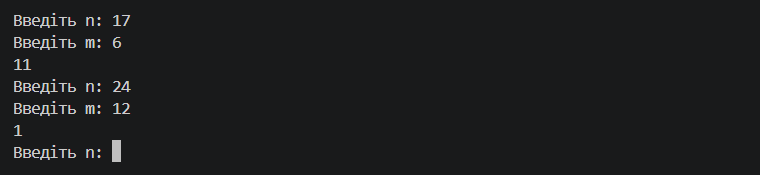 Введіть n: 17
Введіть m: 6
11
Введіть n: 24
Введіть m: 12
1
Введіть n: